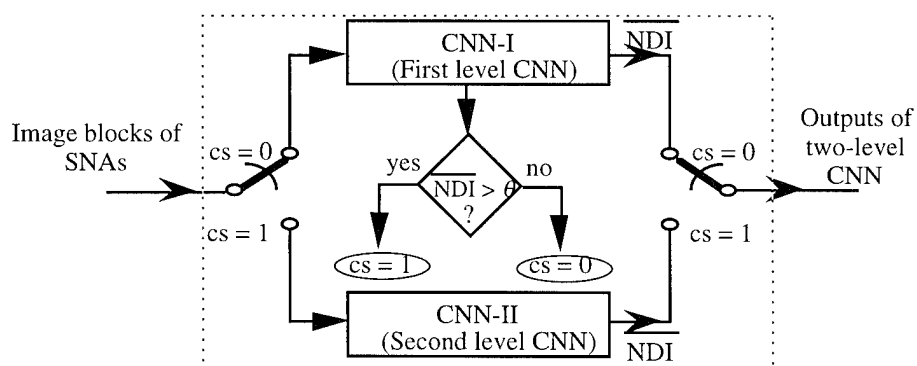 CNN-I
(First level CNN)
NDI
Image blocks of
SNAs
cs = 0
yes
no
NDI > θ
?
cs = 0
Outputs of
two-level
CNN
cs = 1
cs = 1
cs = 0
cs = 1
CNN-II
(Second level CNN)
NDI